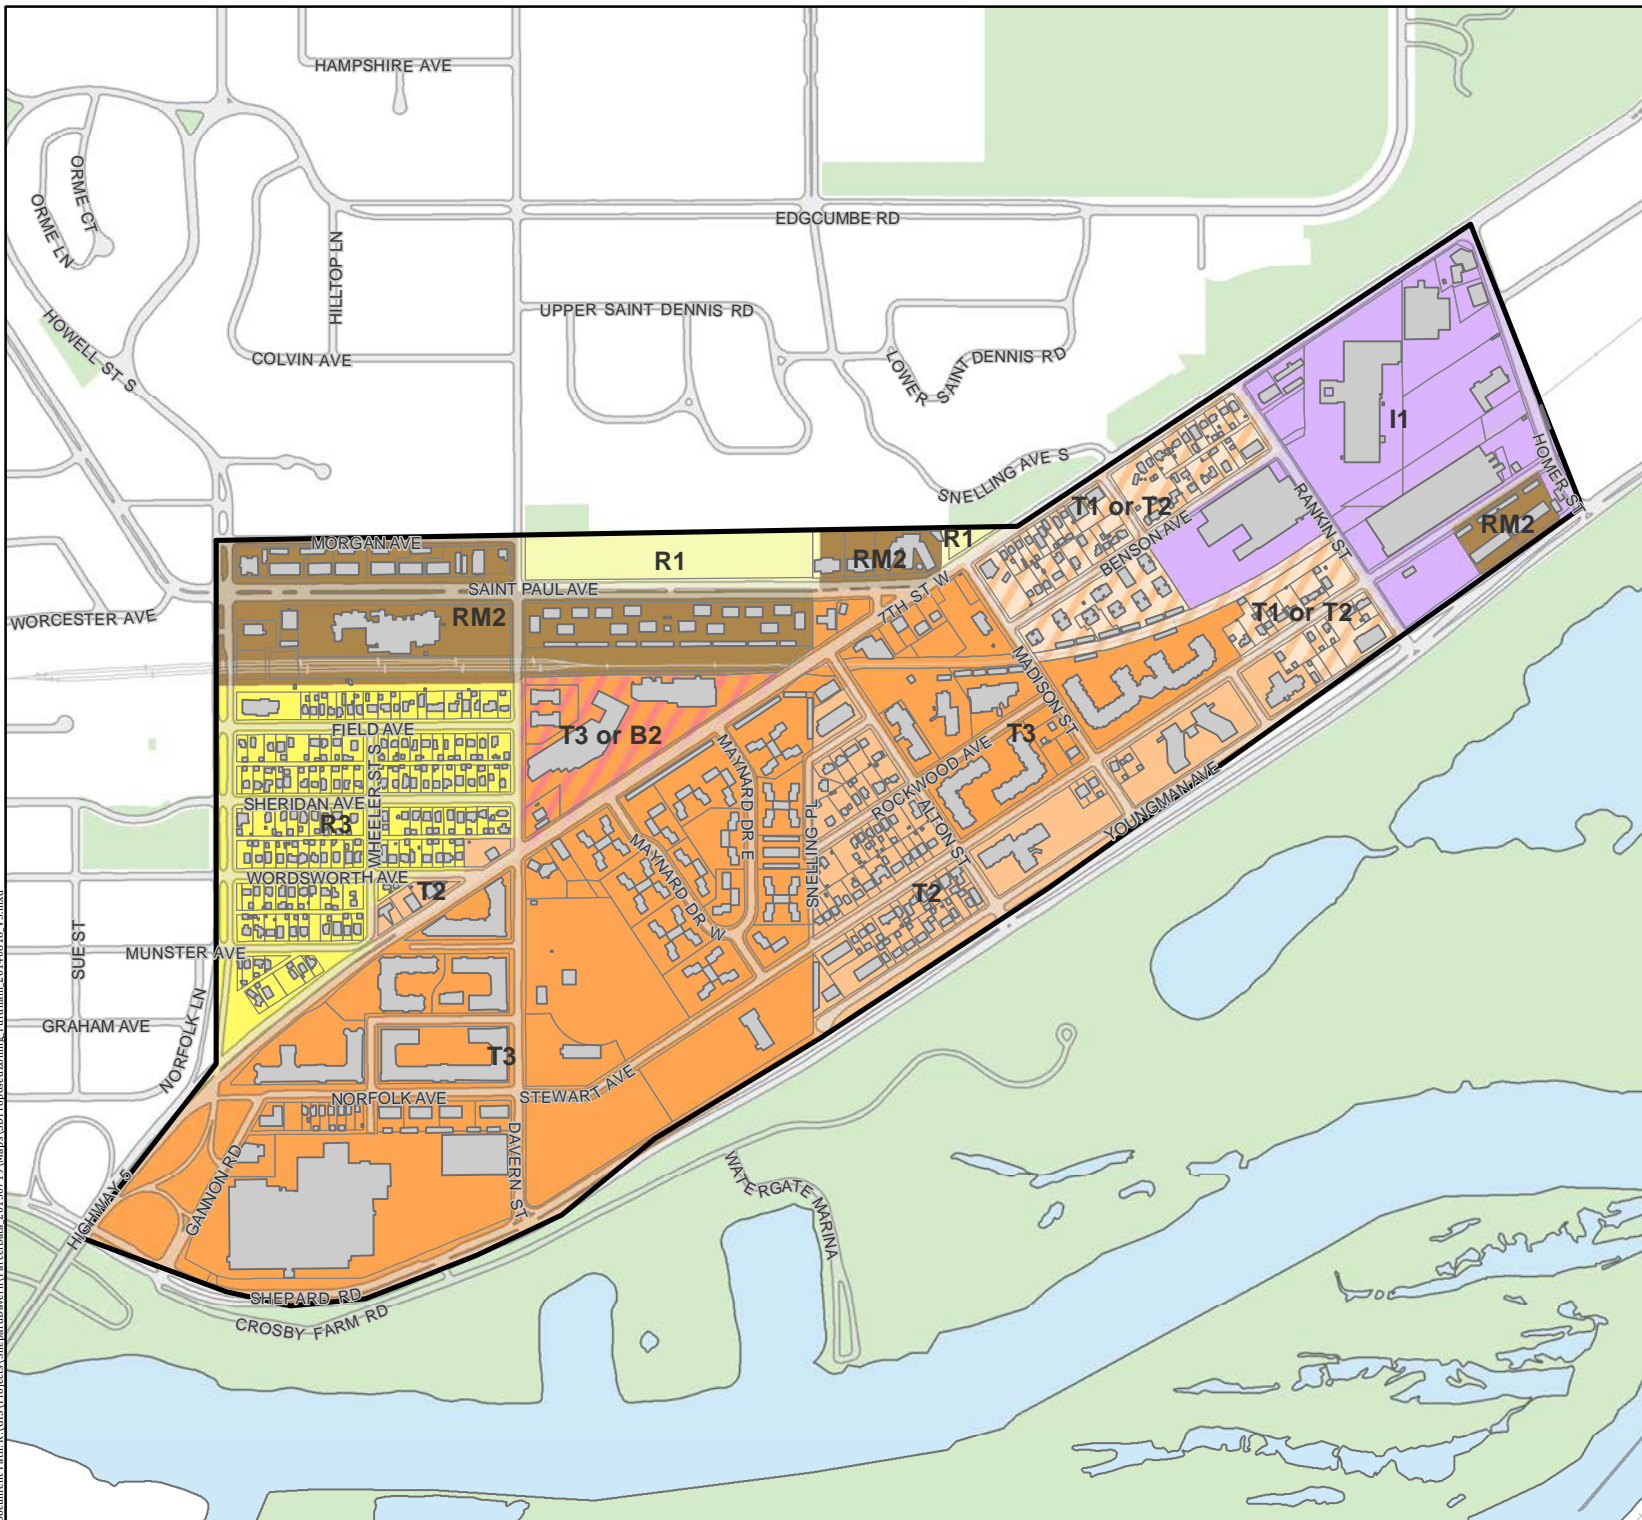 HAMPSHIRE AVE
ORME CT
ORME LN
EDGCUMBE RD
HILLTOP LN
HOWELL ST S
COLVIN AVE
UPPER SAINT DENNIS RD
LOWER SAINT DENNIS RD
SNELLING AVE S
I1
HOMER ST
RANKIN ST
RM2
T1 or T2
BENSON AVE
MORGAN AVE
R1
RM2
R1
SAINT PAUL AVE
7TH ST W
WORCESTER AVE
RM2
T1 or T2
MADISON ST
FIELD AVE
T3 or B2
T3
MAYNARD DR E
ROCKWOOD AVE
WHEELER ST S
SHERIDAN AVE
R3
YOUNGMAN AVE
ALTON ST
SNELLING PL
MAYNARD DR W
WORDSWORTH AVE
T2
T2
SUE ST
MUNSTER AVE
GRAHAM AVE
NORFOLK LN
T3
NORFOLK AVE
STEWART AVE
DAVERN ST
GANNON RD
HIGHWAY 5
WATERGATE MARINA
SHEPARD RD
CROSBY FARM RD